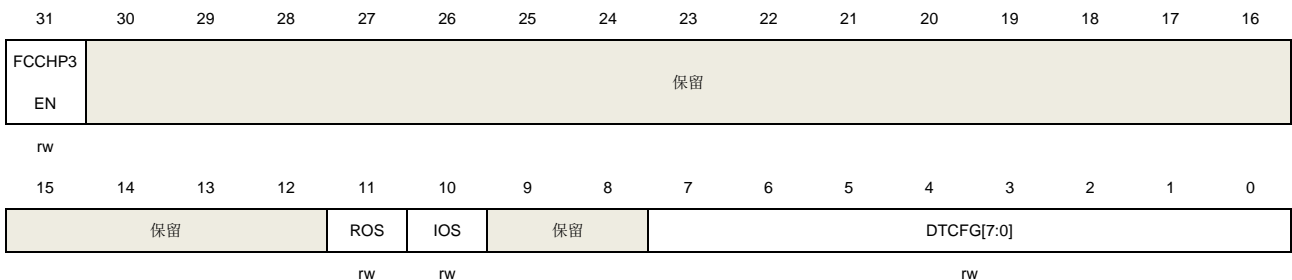 31 30 29 28 27 26 25 24 23 22 21 20 19 18 17 16
FCCHP3
EN
保留
rw
15 14 13 12 11 10 9 8 7 6 5 4 3 2 1 0
保留 ROS IOS 保留 DTCFG[7:0]
rw rw rw